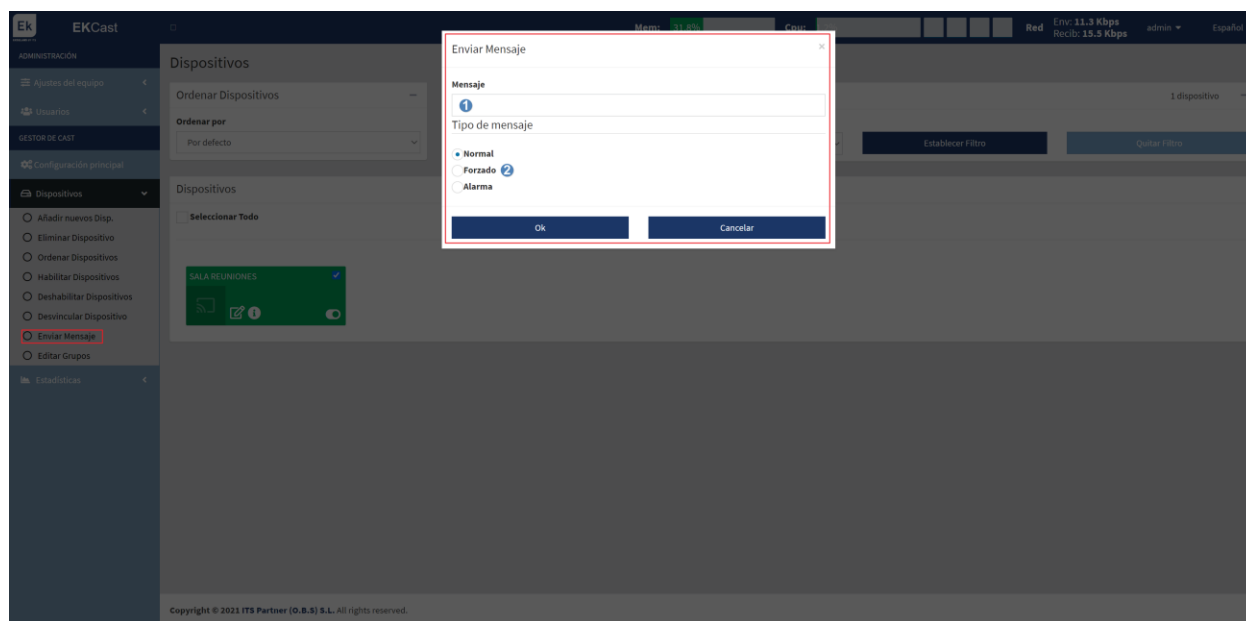 Ek
EKCast
Mem: 31.8%
Cpu:
Red
Env: 11.3 Kbps
Recib: 15.5 Kbps
admin
Español
ADMINISTRACIÓN
Ajustes del equipo
Usuarios
GESTOR DE CAST
Configuración principal
Dispositivos
Añadir nuevos Disp.
Eliminar Dispositivo
Ordenar Dispositivos
Habilitar Dispositivos
Deshabilitar Dispositivos
Desvincular Dispositivo
Enviar Mensaje
Editar Grupos
Estadísticas
Dispositivos
Ordenar Dispositivos
Ordenar por
Por defecto
1 dispositivo
Establecer Filtro
Quitar Filtro
Dispositivos
Seleccionar Todo
SALA REUNIONES
Enviar Mensaje
×
Mensaje
1
Tipo de mensaje
Normal
Forzado 2
Alarma
Ok
Cancelar
Copyright © 2021 ITS Partner (O.B.S) S.L. All rights reserved.